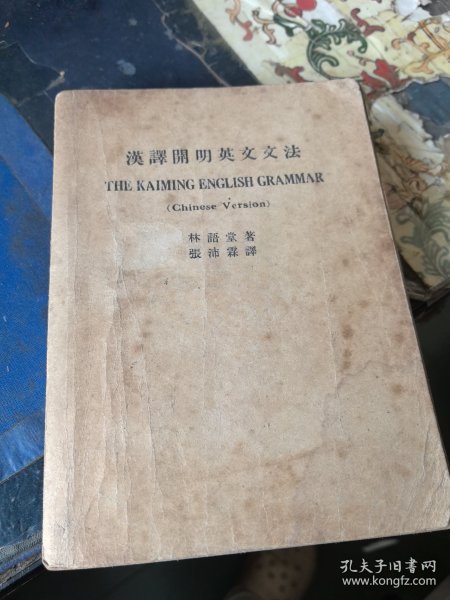 漢譯開明英文文法
THE KAIMING ENGLISH GRAMMAR
(Chinese Version)
林語堂著
張沛霖譯
孔夫子旧书网
www.kongfz.com